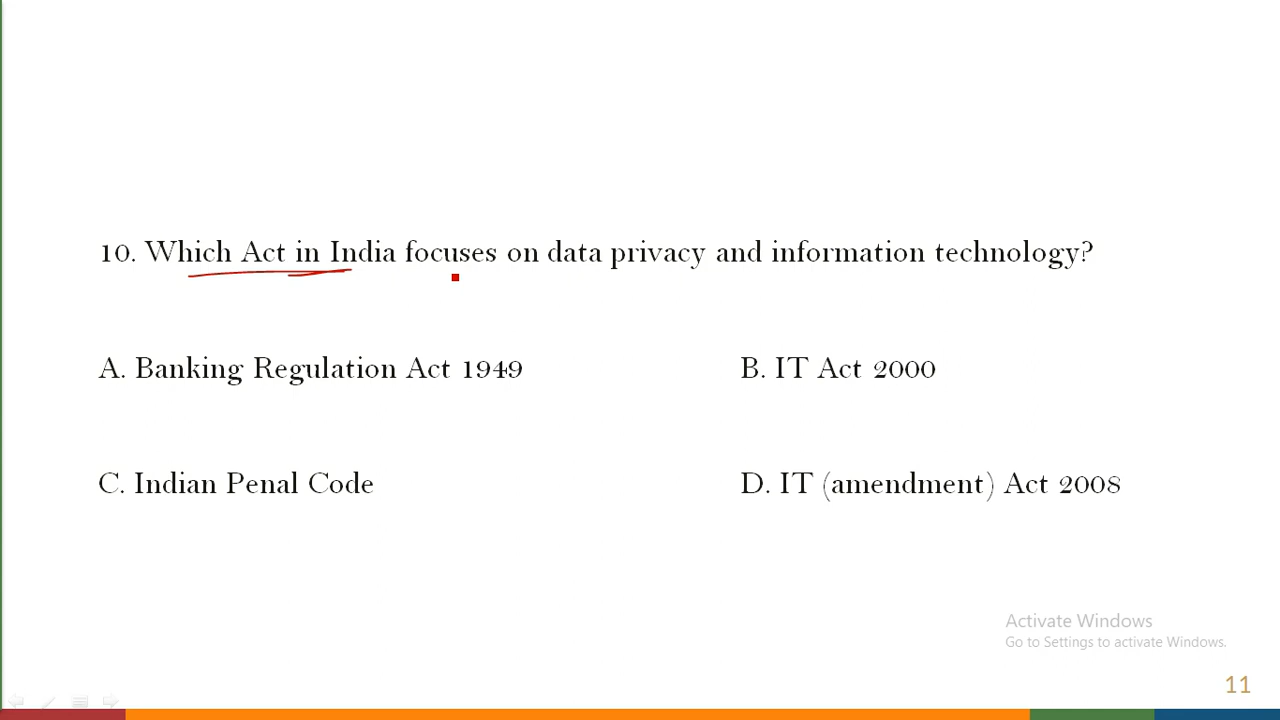 10. Which Act in India focuses on data privacy and information technology?
A. Banking Regulation Act 1949
B. IT Act 2000
C. Indian Penal Code
D. IT (amendment) Act 2008
Activate Windows
Go to Settings to activate Windows.
11